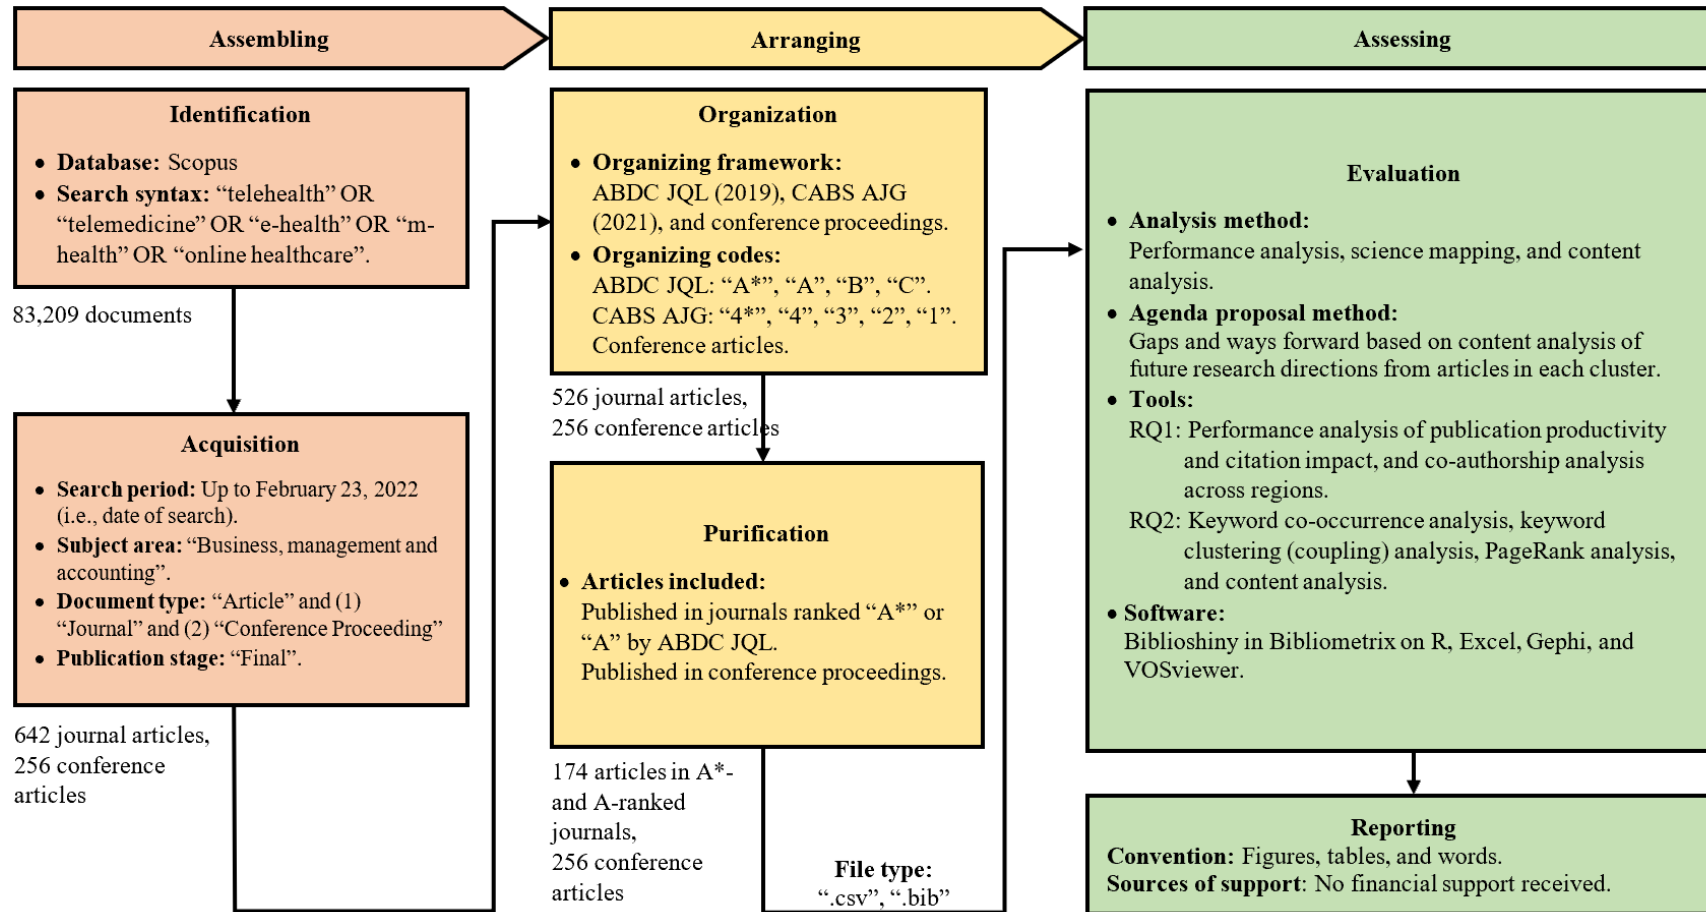 Assembling
Arranging
Assessing
Identification
• Database: Scopus
• Search syntax: “telehealth” OR
“telemedicine” OR “e-health” OR “m-
health” OR “online healthcare”.
83,209 documents
Acquisition
• Search period: Up to February 23, 2022
(i.e., date of search).
• Subject area: “Business, management and
accounting”.
• Document type: “Article” and (1)
“Journal” and (2) “Conference Proceeding”
• Publication stage: “Final”.
642 journal articles,
256 conference
articles
Organization
• Organizing framework:
ABDC JQL (2019), CABS AJG
(2021), and conference proceedings.
• Organizing codes:
ABDC JQL: “A*”, “A”, “B”, “C”.
CABS AJG: “4*”, “4”, “3”, “2”, “1”.
Conference articles.
526 journal articles,
256 conference articles
Purification
• Articles included:
Published in journals ranked “A*” or
“A” by ABDC JQL.
Published in conference proceedings.
174 articles in A*-
and A-ranked
journals,
256 conference
articles
File type:
“.csv”, “.bib”
Evaluation
• Analysis method:
Performance analysis, science mapping, and content
analysis.
• Agenda proposal method:
Gaps and ways forward based on content analysis of
future research directions from articles in each cluster.
• Tools:
RQ1: Performance analysis of publication productivity
and citation impact, and co-authorship analysis
across regions.
RQ2: Keyword co-occurrence analysis, keyword
clustering (coupling) analysis, PageRank analysis,
and content analysis.
• Software:
Biblioshiny in Bibliometrix on R, Excel, Gephi, and
VOSviewer.
Reporting
Convention: Figures, tables, and words.
Sources of support: No financial support received.